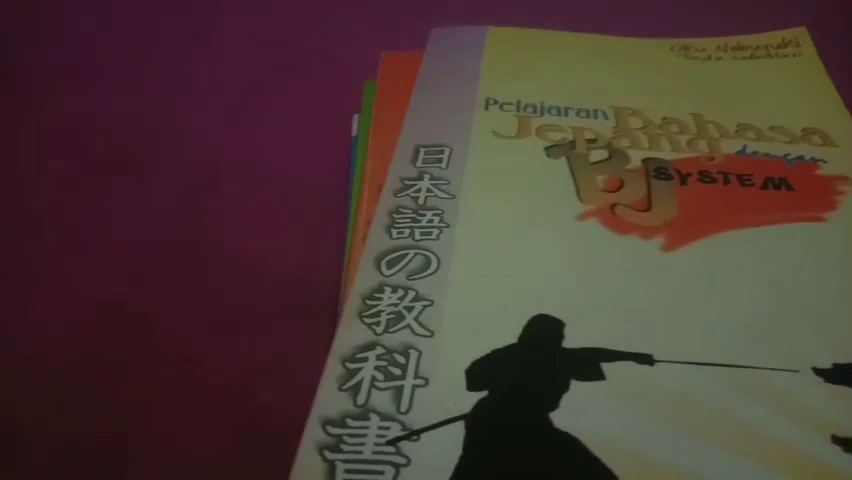 Pelajaran Bahasa
Jepang dengan
BJ SYSTEM
日本語の教科書